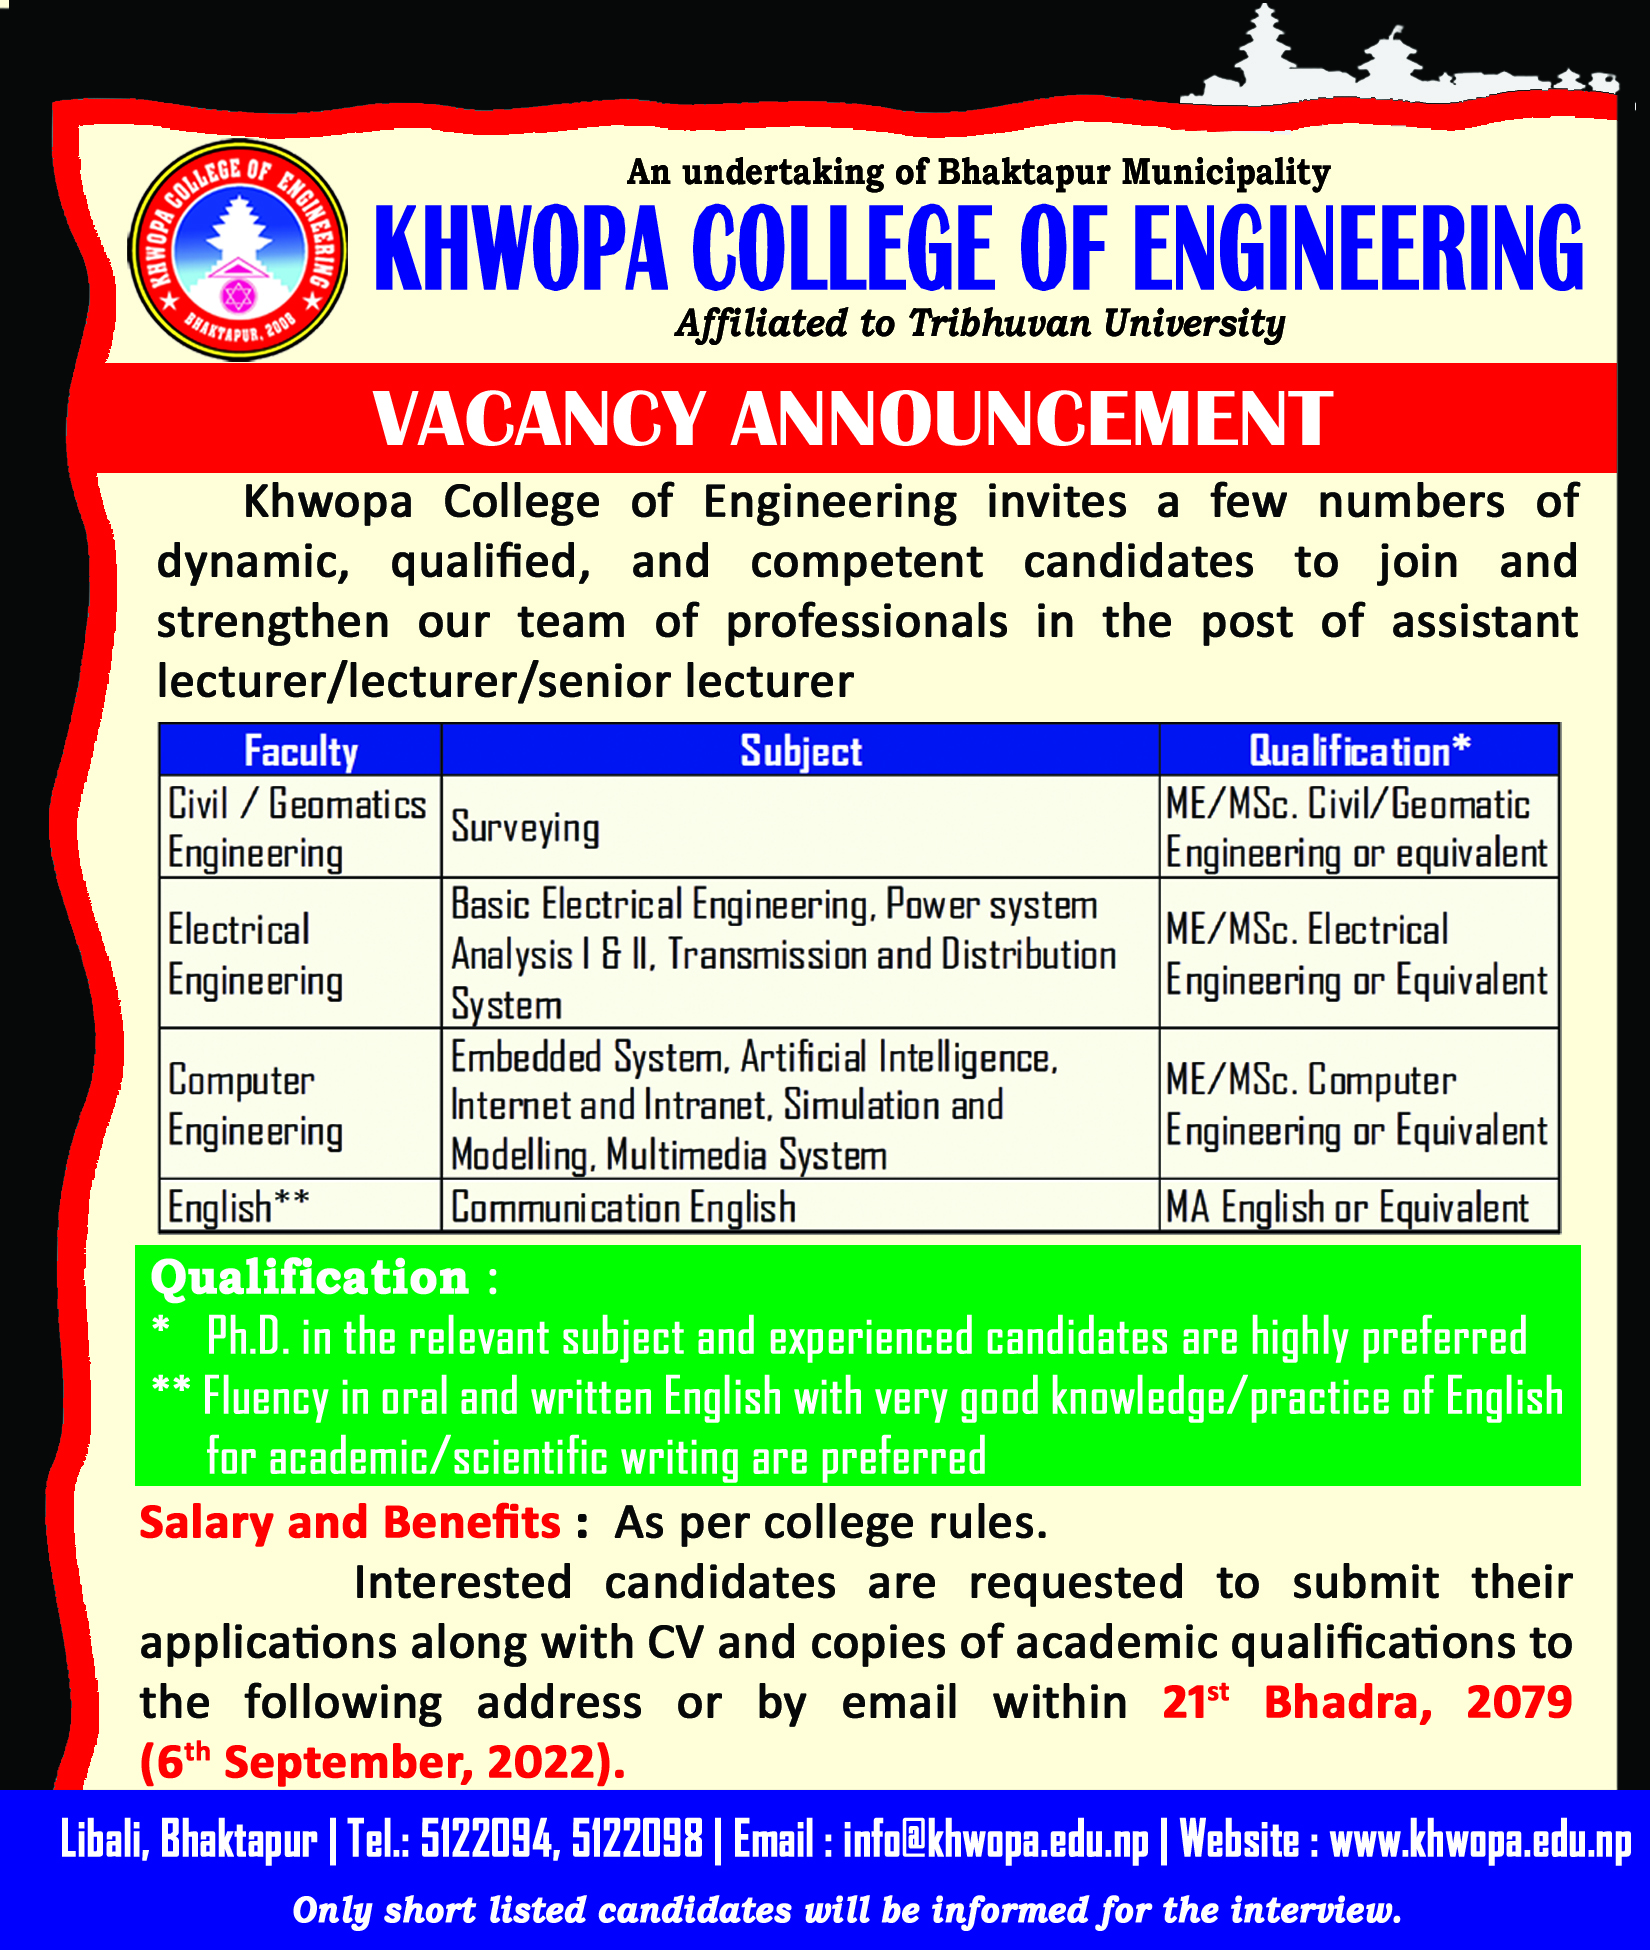 KHWOPA COLLEGE OF ENGINEERING
BHAKTAPUR, 2008
An undertaking of Bhaktapur Municipality
KHWOPA COLLEGE OF ENGINEERING
Affiliated to Tribhuvan University
VACANCY ANNOUNCEMENT
Khwopa College of Engineering invites a few numbers of
dynamic, qualified, and competent candidates to join and
strengthen our team of professionals in the post of assistant
lecturer/lecturer/senior lecturer
Faculty Subject Qualification*
Civil / Geomatics
Engineering
Surveying
ME/MSc. Civil/Geomatic
Engineering or equivalent
Electrical
Engineering
Basic Electrical Engineering, Power system
Analysis I & II, Transmission and Distribution
System
ME/MSc. Electrical
Engineering or Equivalent
Computer
Engineering
Embedded System, Artificial Intelligence,
Internet and Intranet, Simulation and
Modelling, Multimedia System
ME/MSc. Computer
Engineering or Equivalent
English** Communication English MA English or Equivalent
Qualification :
* Ph.D. in the relevant subject and experienced candidates are highly preferred
** Fluency in oral and written English with very good knowledge/practice of English
for academic/scientific writing are preferred
Salary and Benefits : As per college rules.
Interested candidates are requested to submit their
applications along with CV and copies of academic qualifications to
the following address or by email within 21st Bhadra, 2079
(6th September, 2022).
Libali, Bhaktapur | Tel.: 5122094, 5122098 | Email : info@khwopa.edu.np | Website : www.khwopa.edu.np
Only short listed candidates will be informed for the interview.